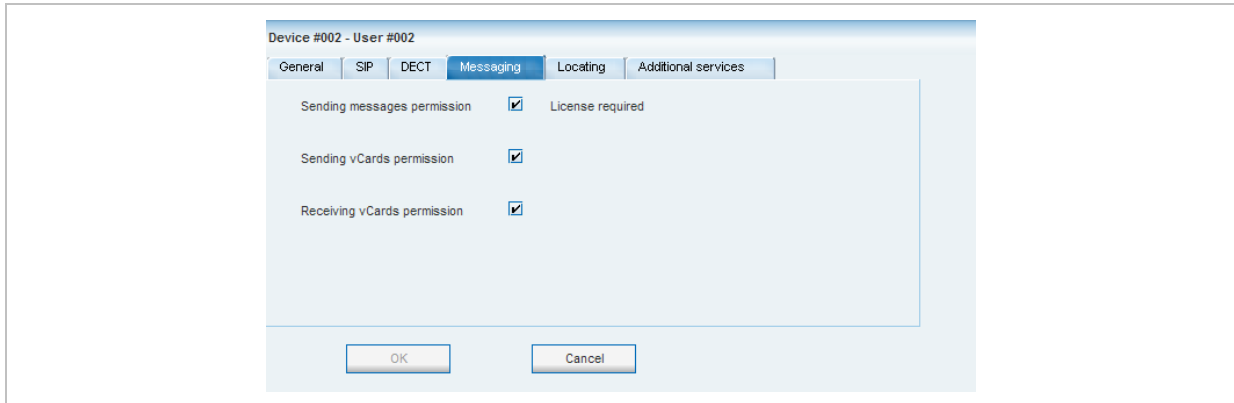 Device #002 - User #002
General SIP DECT Messaging Locating Additional services
Sending messages permission License required
Sending vCards permission
Receiving vCards permission
OK Cancel